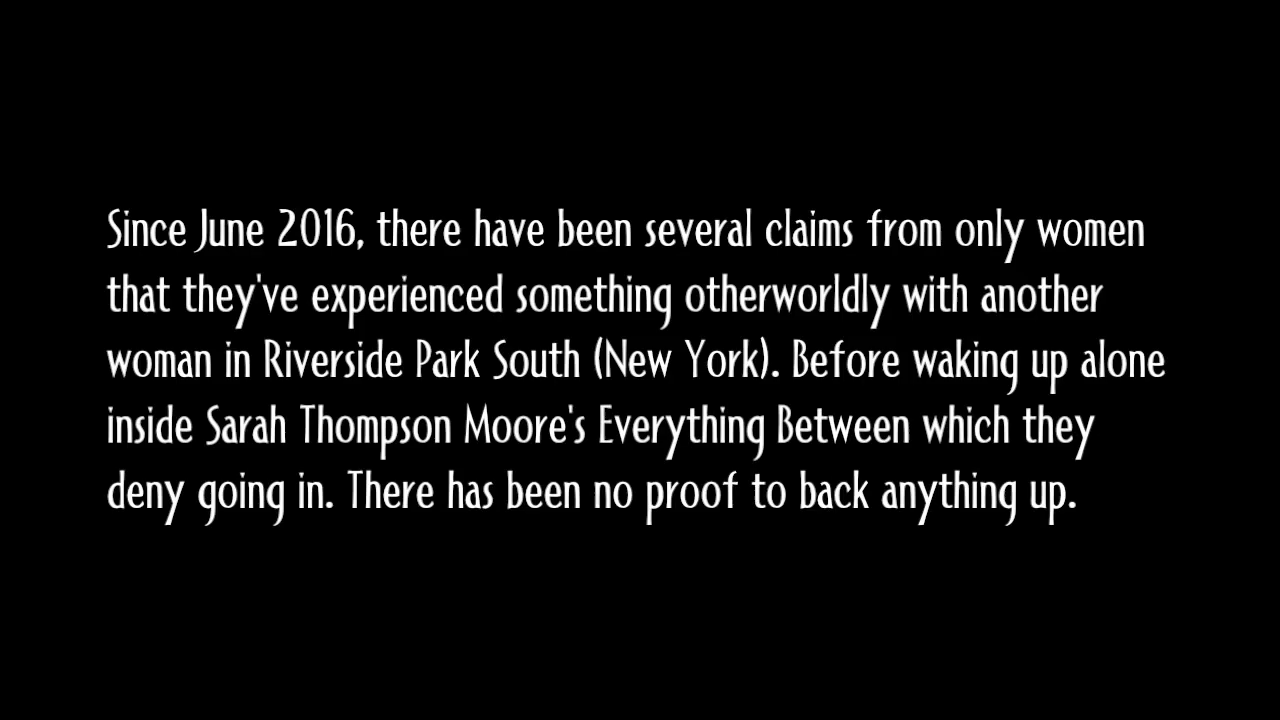 Since June 2016, there have been several claims from only women
that they've experienced something otherworldly with another
woman in Riverside Park South (New York). Before waking up alone
inside Sarah Thompson Moore's Everything Between which they
deny going in. There has been no proof to back anything up.